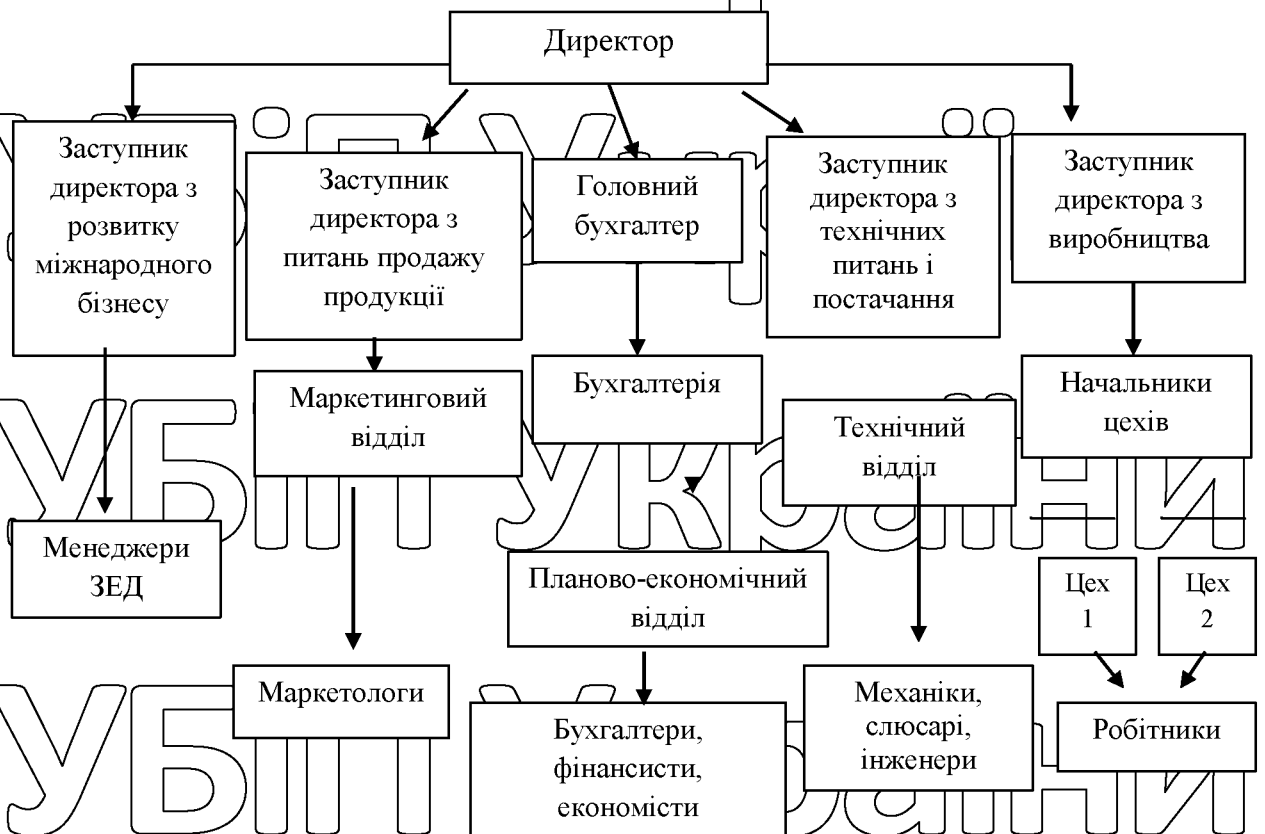 Директор
Заступник
директора з
розвитку
міжнародного
бізнесу
Заступник
директора з
питань продажу
продукції
Головний
бухгалтер
Заступник
директора з
технічних
питань і
постачання
Заступник
директора з
виробництва
Маркетинговий
відділ
Бухгалтерія
Технічний
відділ
Начальники
цехів
Менеджери
ЗЕД
Планово-економічний
відділ
Цех
1
Цех
2
Маркетологи
Бухгалтери,
фінансисти,
економісти
Механіки,
слюсарі,
інженери
Робітники